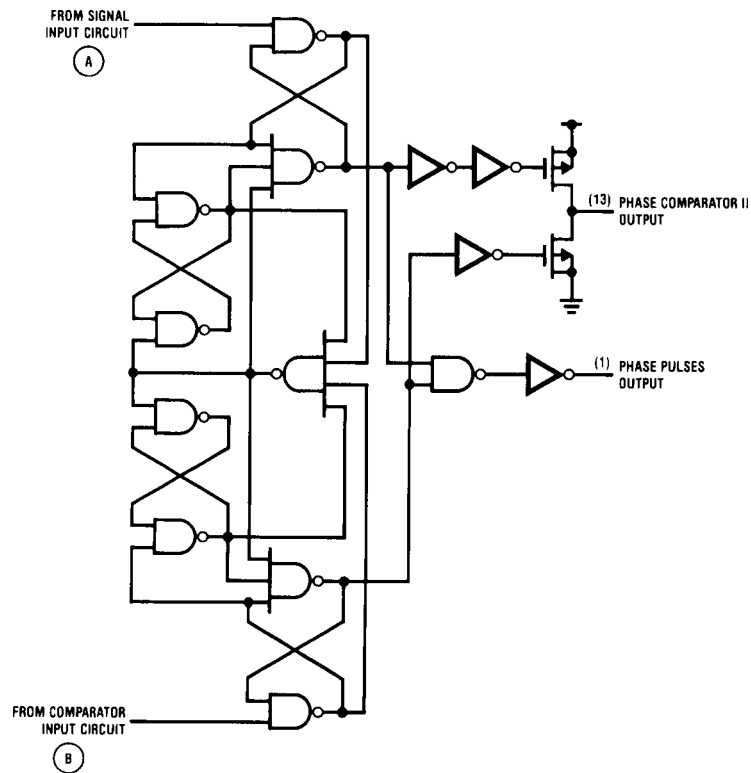 FROM SIGNAL
INPUT CIRCUIT
A
(13) PHASE COMPARATOR II
OUTPUT
(1) PHASE PULSES
OUTPUT
FROM COMPARATOR
INPUT CIRCUIT
B